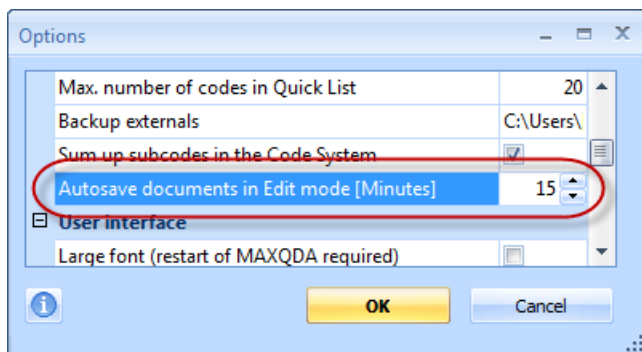 Options
Max. number of codes in Quick List 20
Backup externals C:\Users\
Sum up subcodes in the Code System
Autosave documents in Edit mode [Minutes] 15
User interface
Large font (restart of MAXQDA required)
OK Cancel